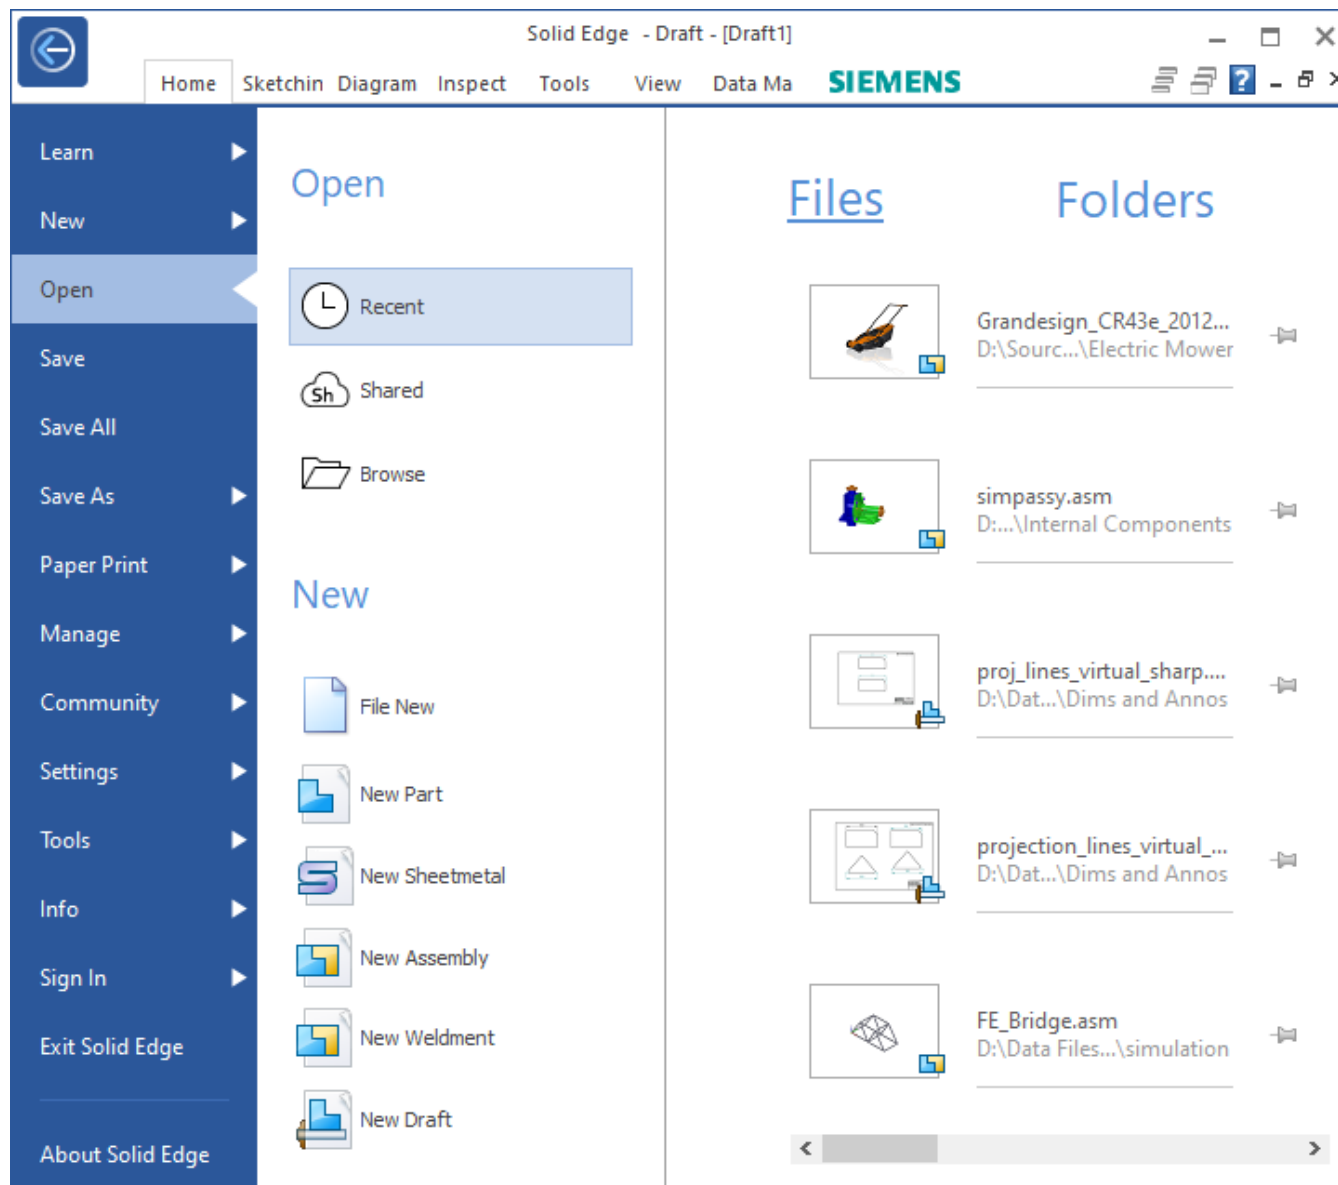 Solid Edge - Draft - [Draft1]
Home Sketchin Diagram Inspect Tools View Data Ma SIEMENS
?
Learn
New
Open
Save
Save All
Save As
Paper Print
Manage
Community
Settings
Tools
Info
Sign In
Exit Solid Edge
About Solid Edge
Open
Recent
Sh Shared
Browse
New
File New
New Part
New Sheetmetal
New Assembly
New Weldment
New Draft
Files Folders
Grandesign_CR43e_2012...
D:\Sourc...\Electric Mower
simpassy.asm
D:...\Internal Components
proj_lines_virtual_sharp....
D:\Dat...\Dims and Annos
projection_lines_virtual_...
D:\Dat...\Dims and Annos
FE_Bridge.asm
D:\Data Files...\simulation